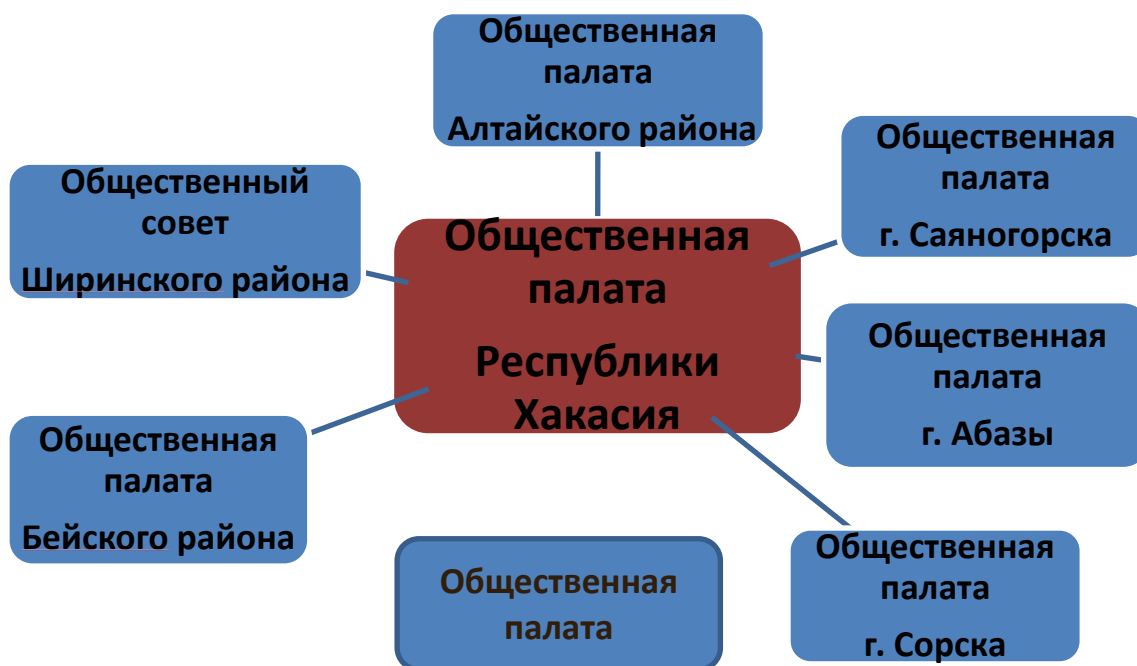 Общественная
палата
Алтайского района
Общественная
палата
г. Саяногорска
Общественный
совет
Ширинского района
Общественная
палата
Республики
Хакасия
Общественная
палата
г. Абазы
Общественная
палата
Бейского района
Общественная
палата
г. Сорска
Общественная
палата